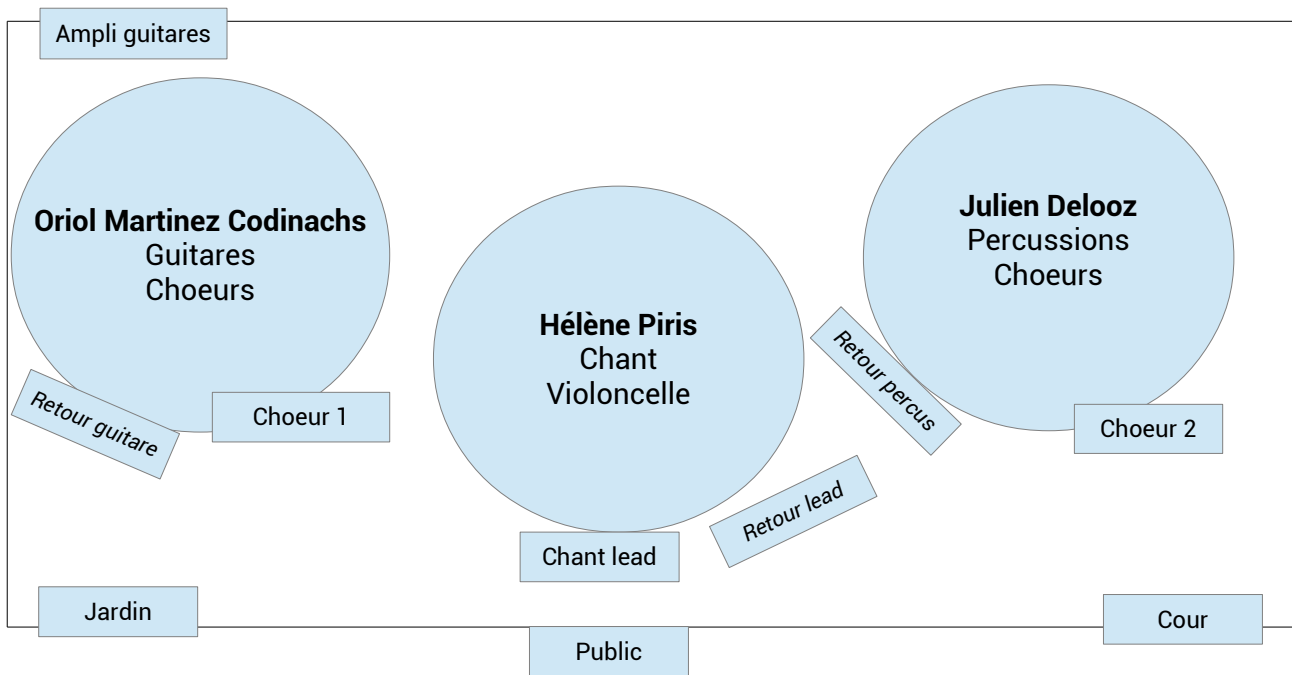 Ampli guitares
Oriol Martinez Codinachs
Guitares
Choeurs
Retour guitare
Choeur 1
Hélène Piris
Chant
Violoncelle
Chant lead
Retour lead
Julien Delooz
Percussions
Choeurs
Retour percus
Choeur 2
Jardin
Public
Cour